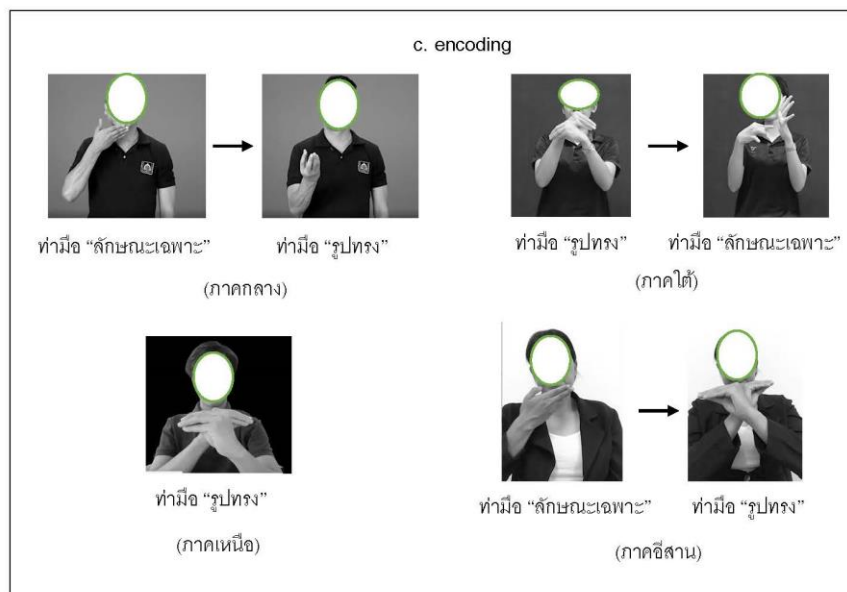 c. encoding
ท่ามือ “ลักษณะเฉพาะ”
ท่ามือ “รูปทรง”
(ภาคกลาง)
ท่ามือ “รูปทรง”
ท่ามือ “ลักษณะเฉพาะ”
(ภาคใต้)
ท่ามือ “รูปทรง”
(ภาคเหนือ)
ท่ามือ “ลักษณะเฉพาะ”
ท่ามือ “รูปทรง”
(ภาคอีสาน)